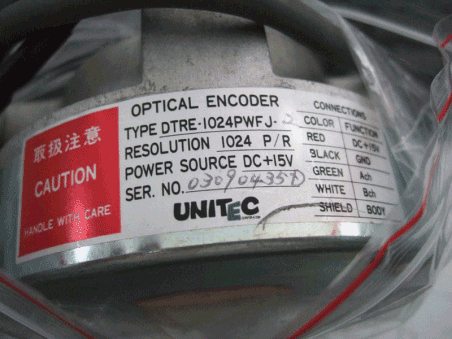 取扱注意
CAUTION
HANDLE WITH CARE
OPTICAL ENCODER
TYPE DTRE-1024PWFJ-2
RESOLUTION 1024 P/R
POWER SOURCE DC+15V
SER. NO.
UNITEC
CONNECTIONS
COLOR FUNCTION
RED DC+15V
BLACK GND
GREEN Ach
WHITE Bch
SHIELD BODY